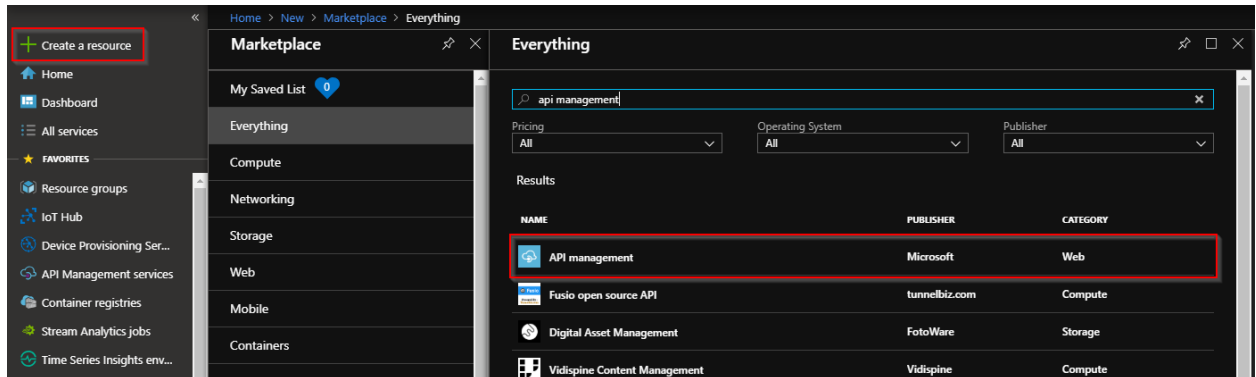 «
Home > New > Marketplace > Everything
Create a resource
Home
Dashboard
All services
FAVORITES
Resource groups
IoT Hub
Device Provisioning Ser...
API Management services
Container registries
Stream Analytics jobs
Time Series Insights env...
Marketplace
My Saved List 0
Everything
Compute
Networking
Storage
Web
Mobile
Containers
Everything
api management
Pricing Operating System Publisher
All All All
Results
NAME PUBLISHER CATEGORY
API management Microsoft Web
Fusio open source API tunnelbiz.com Compute
Digital Asset Management FotoWare Storage
Vidispine Content Management Vidispine Compute